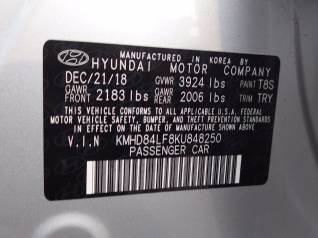 MANUFACTURED IN KOREA BY
HYUNDAI MOTOR COMPANY
DEC/21/18 GVWR 3924 lbs PAINT T8S
GAWR FRONT 2183 lbs GAWR REAR 2006 lbs TRIM TRY
THIS VEHICLE CONFORMS TO ALL APPLICABLE U.S. FEDERAL
MOTOR VEHICLE SAFETY, BUMPER, AND THEFT PREVENTION
STANDARDS IN EFFECT ON THE DATE OF MANUFACTURE SHOWN ABOVE.
V.I.N KMHD84LF8KU848250
PASSENGER CAR